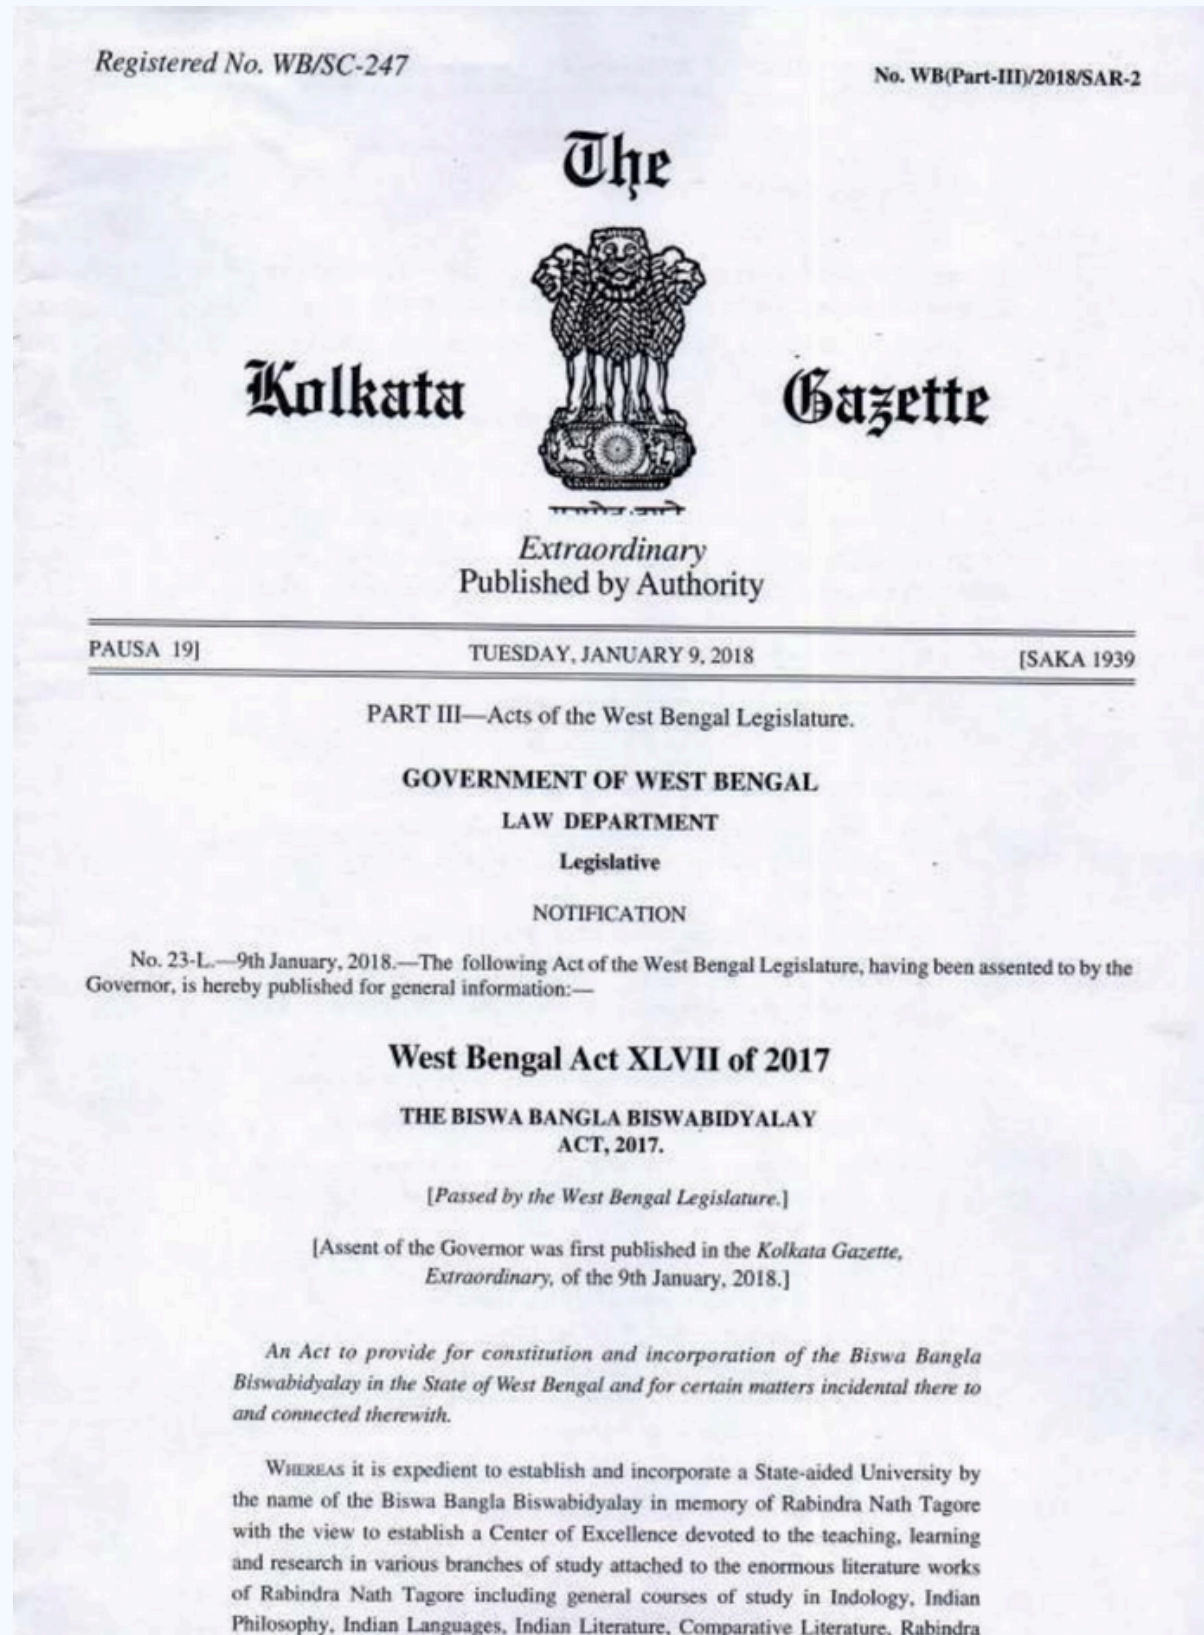 Registered No. WB/SC-247
No. WB(Part-III)/2018/SAR-2
The
Kolkata
Gazette
Extraordinary
Published by Authority
PAUSA 19]
TUESDAY, JANUARY 9, 2018
[SAKA 1939
PART III—Acts of the West Bengal Legislature.
GOVERNMENT OF WEST BENGAL
LAW DEPARTMENT
Legislative
NOTIFICATION
No. 23-L.—9th January, 2018.—The following Act of the West Bengal Legislature, having been assented to by the
Governor, is hereby published for general information:—
West Bengal Act XLVII of 2017
THE BISWA BANGLA BISWABIDYALAY
ACT, 2017.
[Passed by the West Bengal Legislature.]
[Assent of the Governor was first published in the Kolkata Gazette,
Extraordinary, of the 9th January, 2018.]
An Act to provide for constitution and incorporation of the Biswa Bangla
Biswabidyalay in the State of West Bengal and for certain matters incidental there to
and connected therewith.
WHEREAS it is expedient to establish and incorporate a State-aided University by
the name of the Biswa Bangla Biswabidyalay in memory of Rabindra Nath Tagore
with the view to establish a Center of Excellence devoted to the teaching, learning
and research in various branches of study attached to the enormous literature works
of Rabindra Nath Tagore including general courses of study in Indology, Indian
Philosophy, Indian Languages, Indian Literature, Comparative Literature, Rabindra